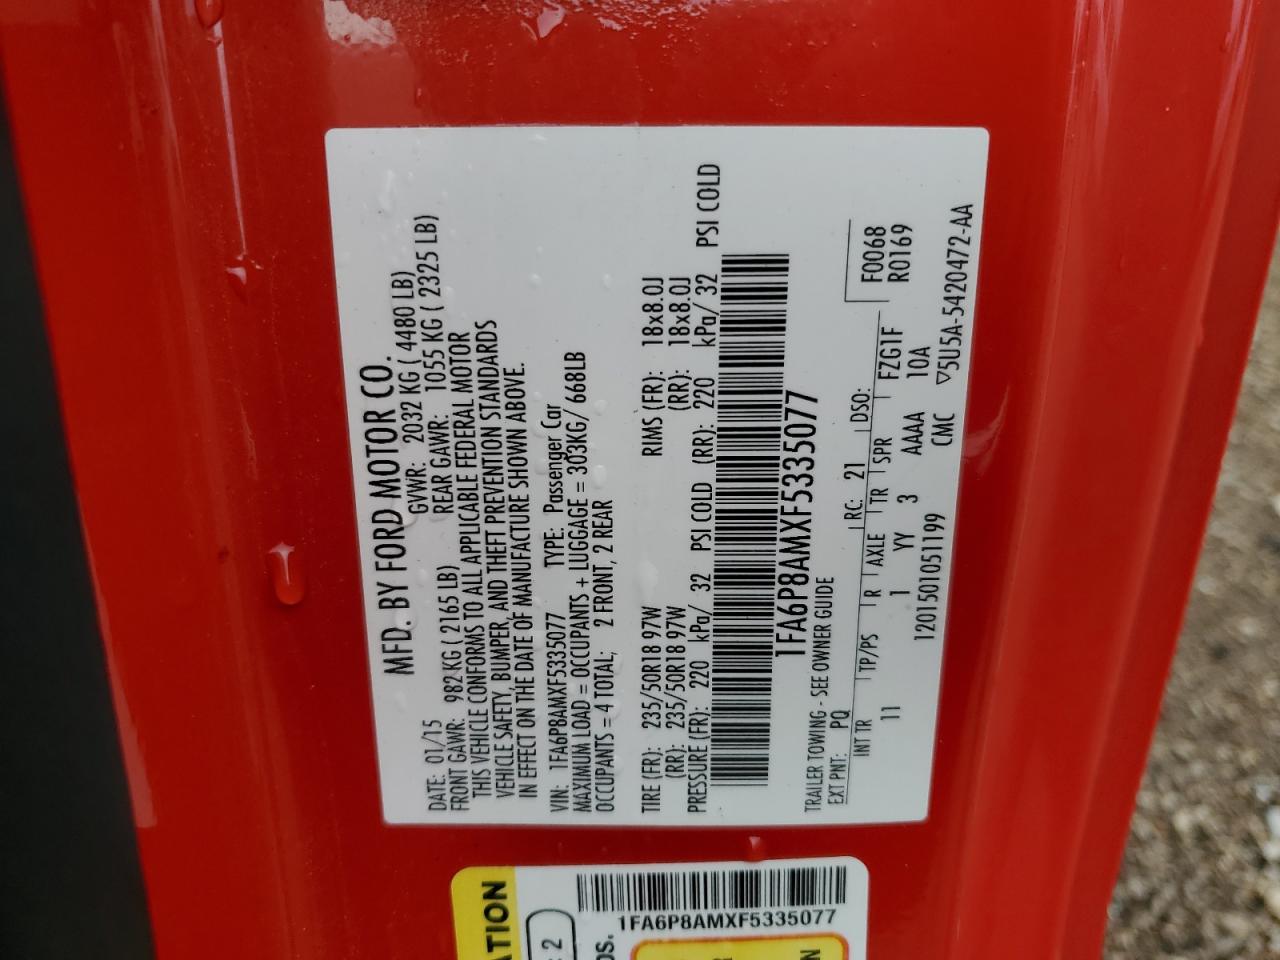 MFD. BY FORD MOTOR CO.
DATE: 01/15 GVWR: 2032 KG ( 4480 LB)
FRONT GAWR: 982 KG ( 2165 LB) REAR GAWR: 1055 KG ( 2325 LB)
THIS VEHICLE CONFORMS TO ALL APPLICABLE FEDERAL MOTOR
VEHICLE SAFETY, BUMPER, AND THEFT PREVENTION STANDARDS
IN EFFECT ON THE DATE OF MANUFACTURE SHOWN ABOVE.
VIN: 1FA6P8AMXF5335077 TYPE: Passenger Car
MAXIMUM LOAD = OCCUPANTS + LUGGAGE = 303KG/ 668LB
OCCUPANTS = 4 TOTAL; 2 FRONT, 2 REAR
TIRE (FR): 235/50R18 97W RIMS (FR): 18x8.0J
(RR): 235/50R18 97W (RR): 18x8.0J
PRESSURE (FR): 220 kPa/ 32 PSI COLD (RR): 220 kPa/ 32 PSI COLD
1FA6P8AMXF5335077
TRAILER TOWING - SEE OWNER GUIDE
EXT PNT: PQ RC: 21 DSO: F0068
INT TR TP/PS R AXLE TR SPR FZG1F R0169
11 1 YY 3 AAAA 10A
1201501051199 CMC ▽5U5A-5420472-AA
1FA6P8AMXF5335077